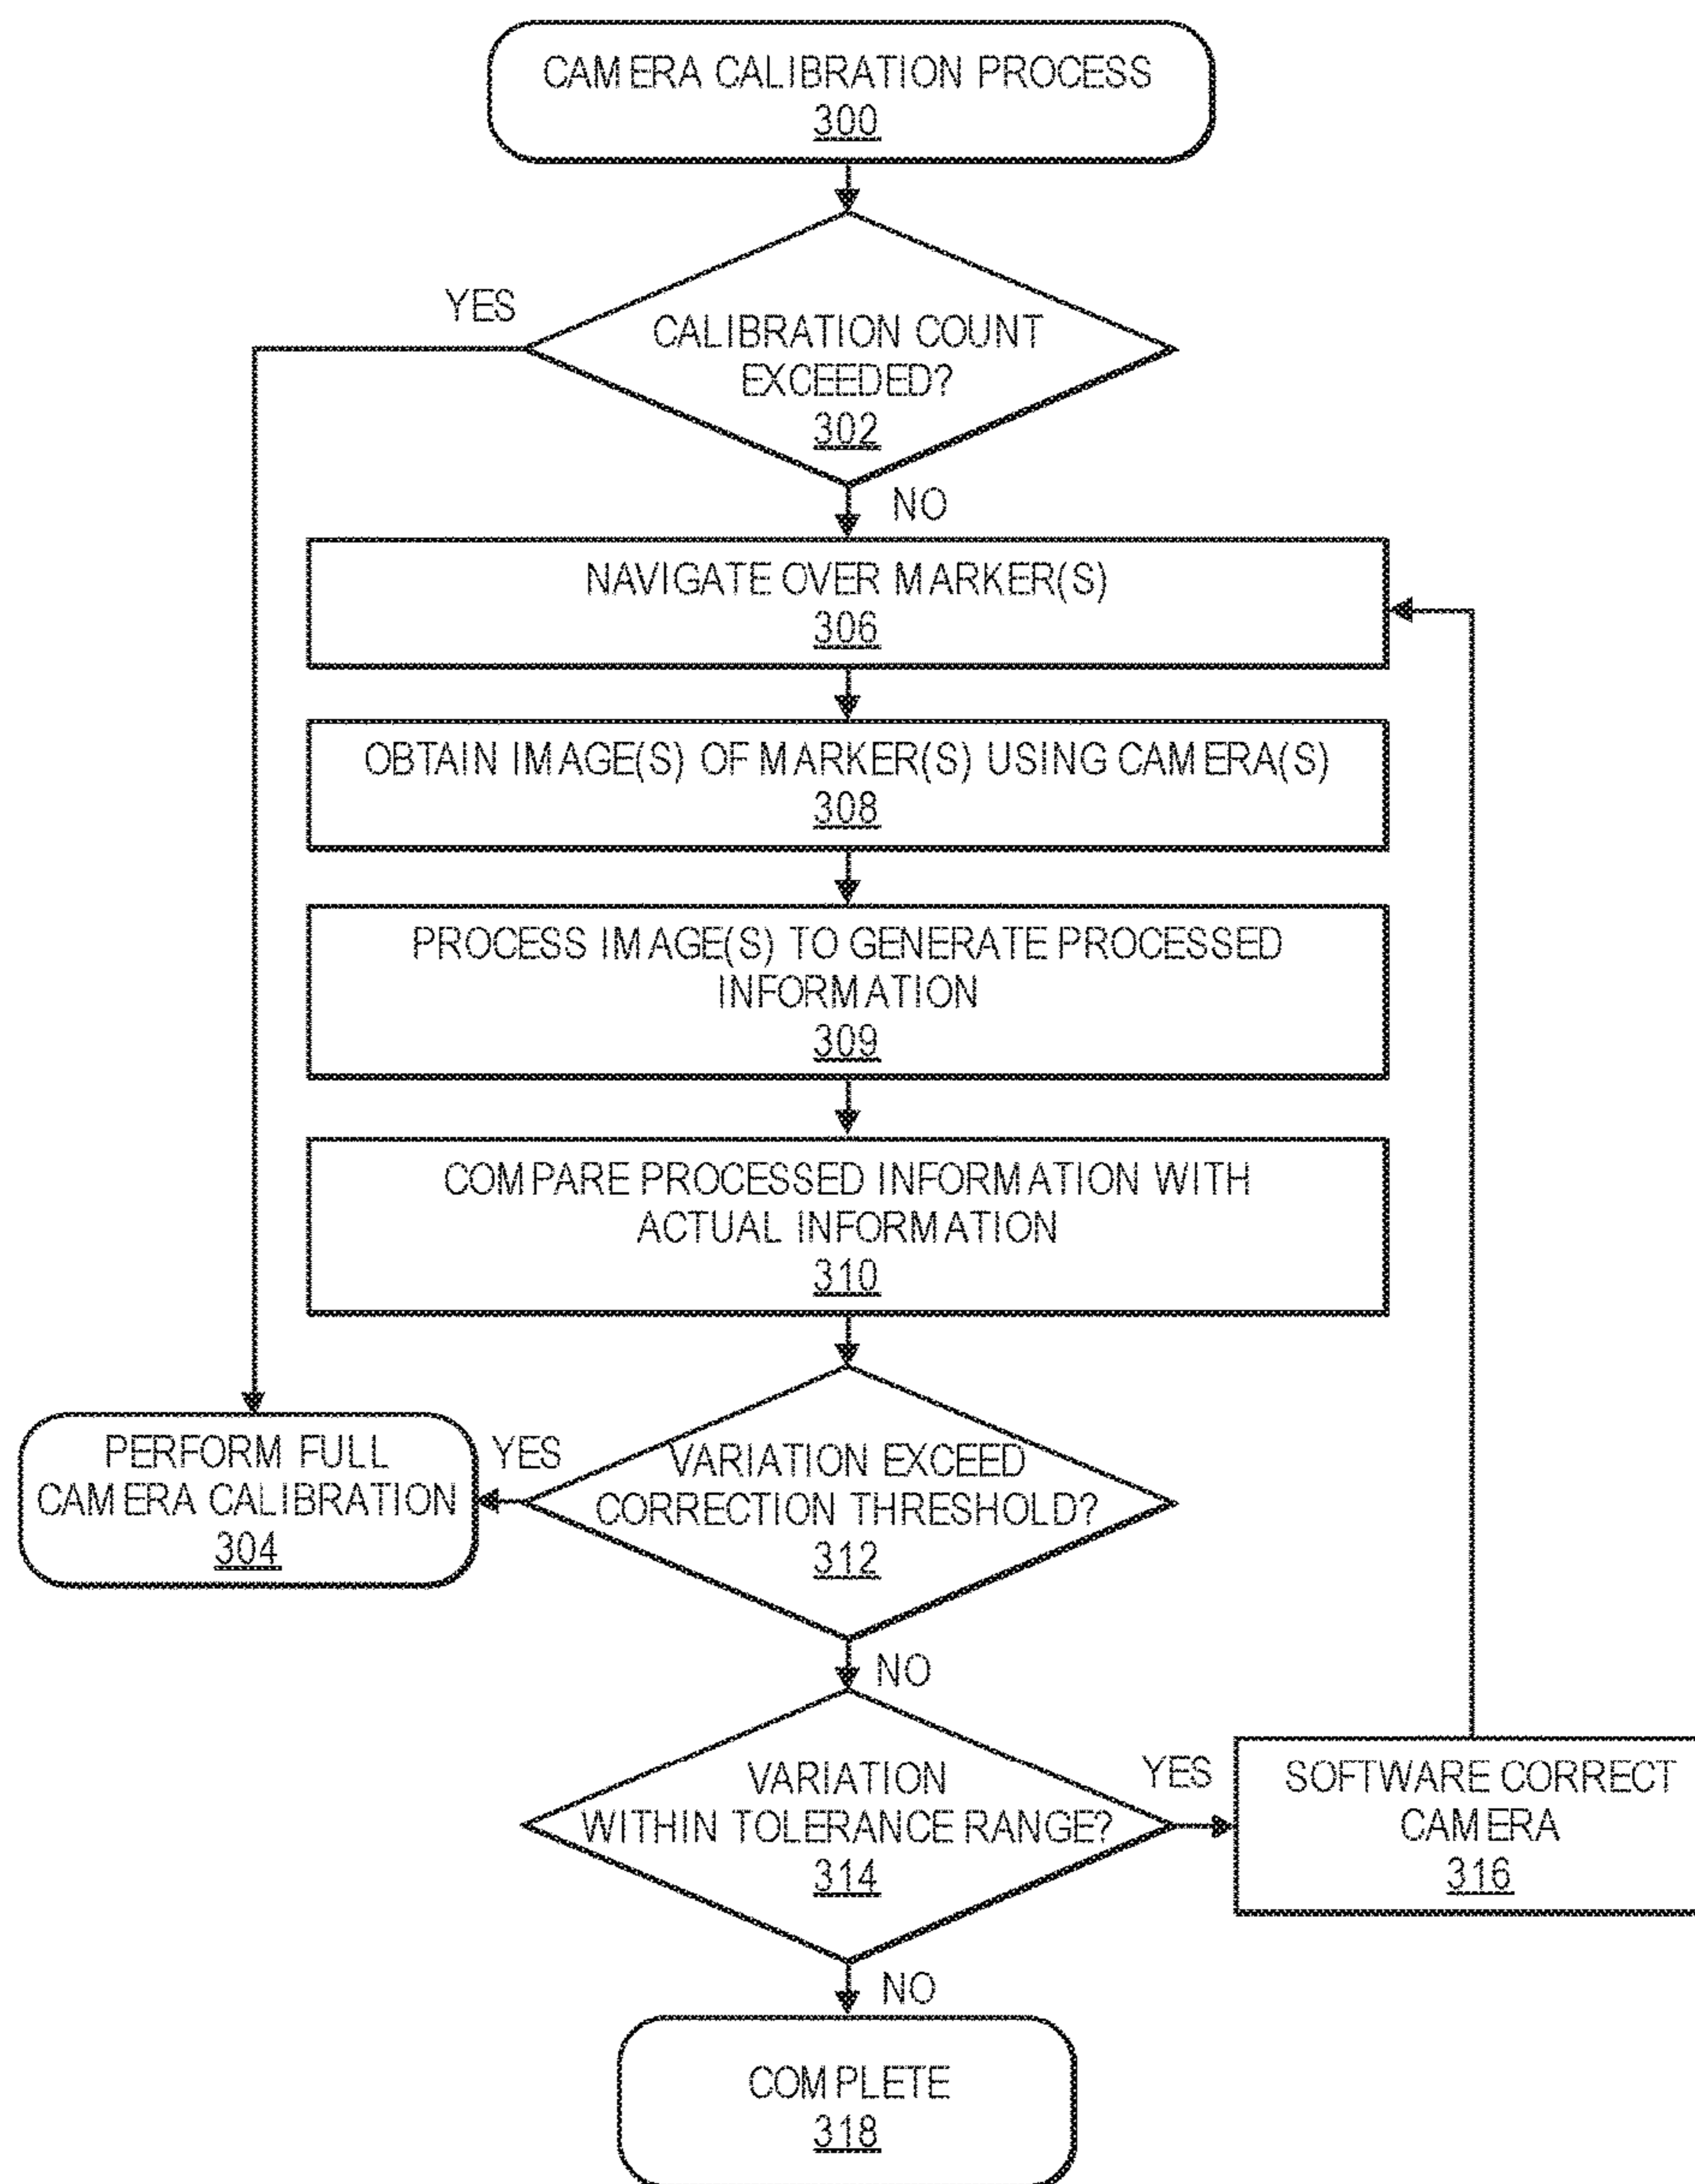 CAMERA CALIBRATION PROCESS
300
YES
CALIBRATION COUNT
EXCEEDED?
302
NO
NAVIGATE OVER MARKER(S)
306
OBTAIN IMAGE(S) OF MARKER(S) USING CAMERA(S)
308
PROCESS IMAGE(S) TO GENERATE PROCESSED
INFORMATION
309
COMPARE PROCESSED INFORMATION WITH
ACTUAL INFORMATION
310
PERFORM FULL
CAMERA CALIBRATION
304
YES
VARIATION EXCEED
CORRECTION THRESHOLD?
312
NO
VARIATION
WITHIN TOLERANCE RANGE?
314
YES
SOFTWARE CORRECT
CAMERA
316
NO
COMPLETE
318